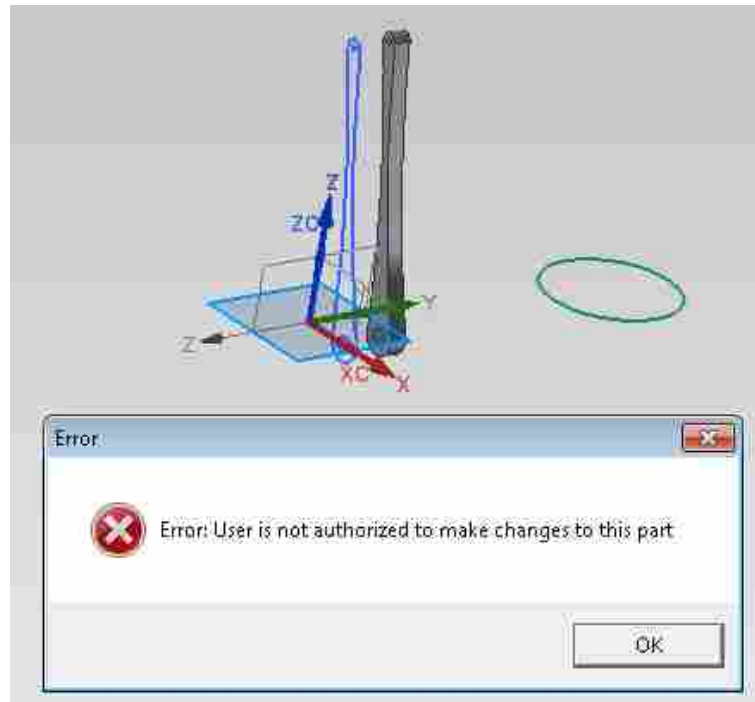 Z
ZC
Y
Z
XC
X
Error
Error: User is not authorized to make changes to this part
OK